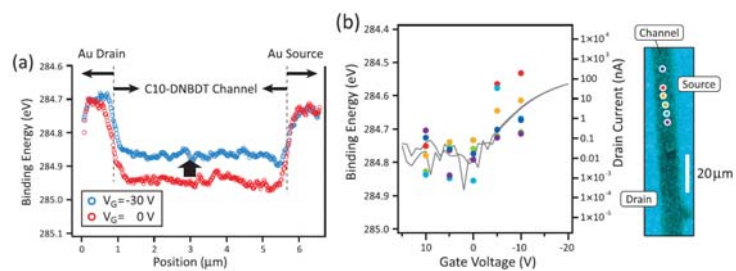 (a)
Au Drain
Au Source
C10-DNBDT Channel
Binding Energy (eV)
284.6
284.7
284.8
284.9
285.0
285.1
V_G=-30 V
V_G= 0 V
0 1 2 3 4 5 6
Position (μm)
(b)
Binding Energy (eV)
284.4
284.5
284.6
284.7
284.8
284.9
285.0
10 0 -10 -20
Gate Voltage (V)
1×10⁴
1×10³
100
10
1
0.1
0.01
1×10⁻³
1×10⁻⁴
1×10⁻⁵
Drain Current (nA)
Channel
Source
Drain
20μm